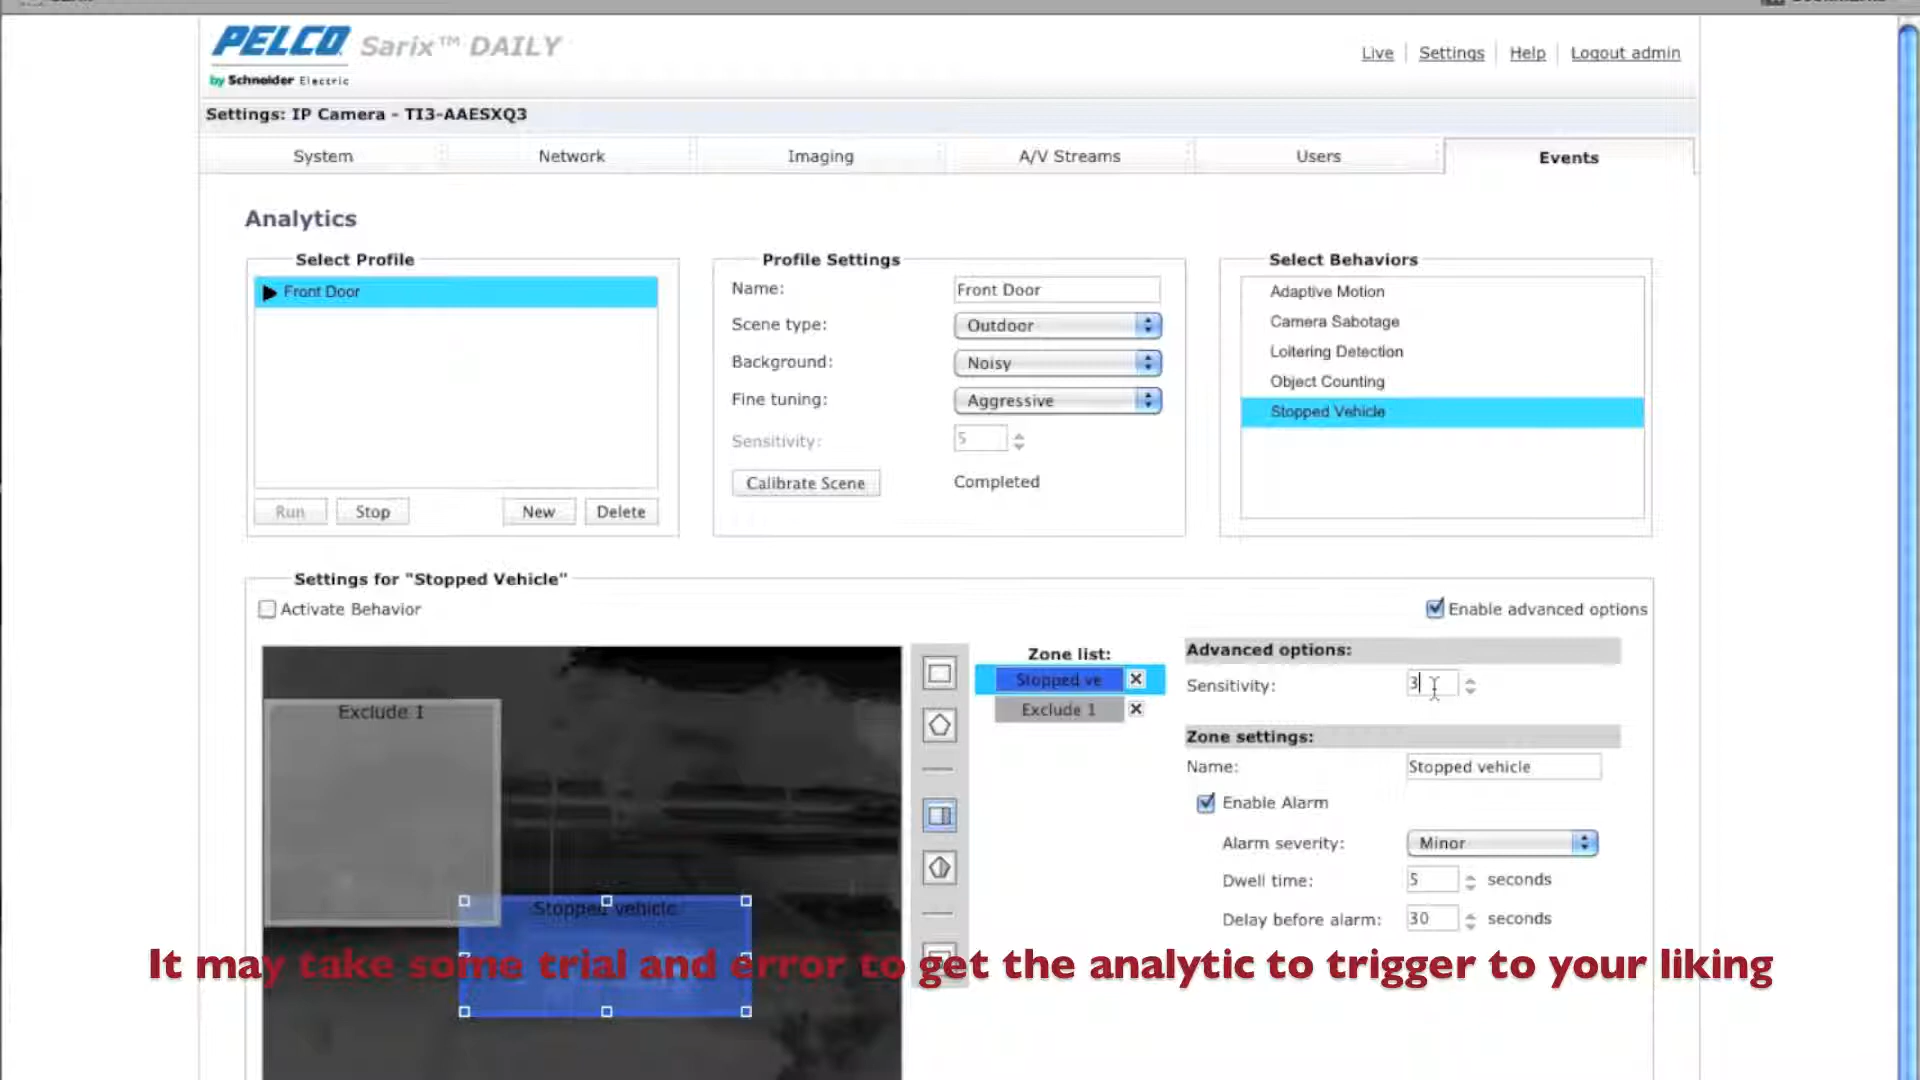 PELCO Sarix™ DAILY
by Schneider Electric
Live Settings Help Logout admin
Settings: IP Camera - TI3-AAESXQ3
System Network Imaging A/V Streams Users Events
Analytics
Select Profile
Front Door
Run Stop New Delete
Profile Settings
Name: Front Door
Scene type: Outdoor
Background: Noisy
Fine tuning: Aggressive
Sensitivity: 5
Calibrate Scene Completed
Select Behaviors
Adaptive Motion
Camera Sabotage
Loitering Detection
Object Counting
Stopped Vehicle
Settings for "Stopped Vehicle"
Activate Behavior
Enable advanced options
Exclude 1
Stopped vehicle
Zone list:
Stopped ve
Exclude 1
Advanced options:
Sensitivity: 3
Zone settings:
Name: Stopped vehicle
Enable Alarm
Alarm severity: Minor
Dwell time: 5 seconds
Delay before alarm: 30 seconds
It may take some trial and error to get the analytic to trigger to your liking